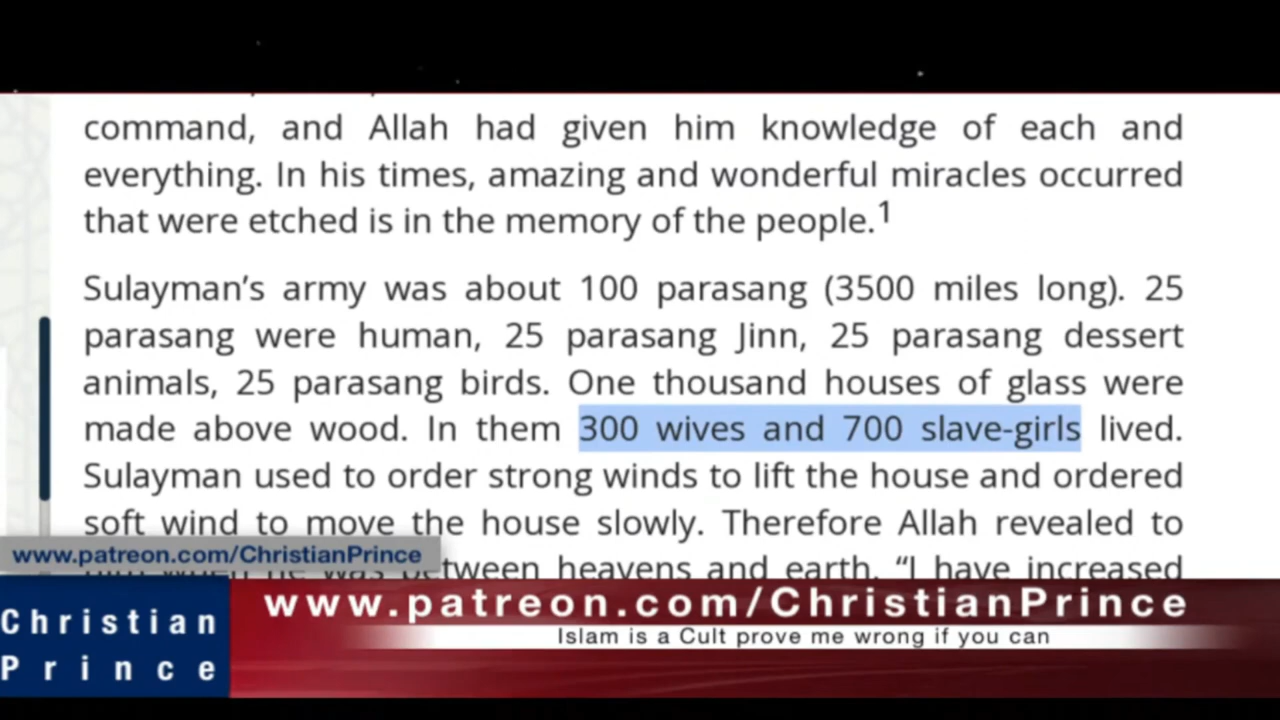 command, and Allah had given him knowledge of each and
everything. In his times, amazing and wonderful miracles occurred
that were etched is in the memory of the people.1
Sulayman's army was about 100 parasang (3500 miles long). 25
parasang were human, 25 parasang Jinn, 25 parasang dessert
animals, 25 parasang birds. One thousand houses of glass were
made above wood. In them 300 wives and 700 slave-girls lived.
Sulayman used to order strong winds to lift the house and ordered
soft wind to move the house slowly. Therefore Allah revealed to
him when he was between heavens and earth. "I have increased
www.patreon.com/ChristianPrince
www.patreon.com/ChristianPrince
Islam is a Cult prove me wrong if you can
Christian
Prince